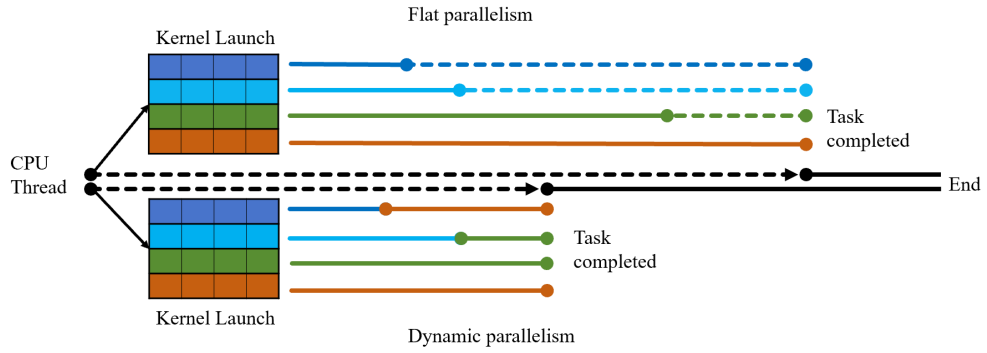 Flat parallelism
Kernel Launch
Task
completed
CPU
Thread
End
Task
completed
Kernel Launch
Dynamic parallelism